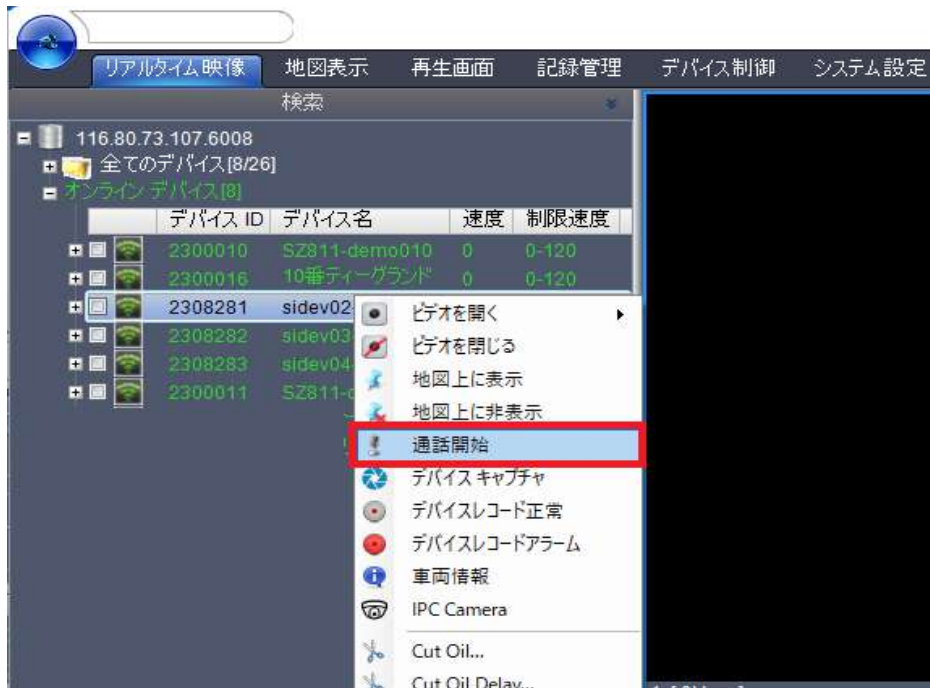 リアルタイム映像 地図表示 再生画面 記録管理 デバイス制御 システム設定
検索
116.80.73.107.6008
全てのデバイス[8/26]
オンライン デバイス[8]
デバイス ID デバイス名 速度 制限速度
2300010 SZ811-demo010 0 0-120
2300016 10番ティーグランド 0 0-120
2308281 sidev02
2308282 sidev03
2308283 sidev04
2300011 SZ811-
ビデオを開く
ビデオを閉じる
地図上に表示
地図上に非表示
通話開始
デバイス キャプチャ
デバイスレコード正常
デバイスレコードアラーム
車両情報
IPC Camera
Cut Oil...
Cut Oil Delay...